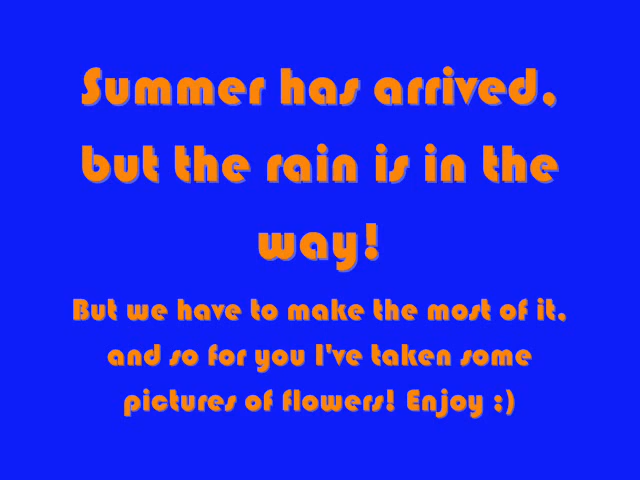 Summer has arrived,
but the rain is in the
way!
But we have to make the most of it,
and so for you I've taken some
pictures of flowers! Enjoy :)